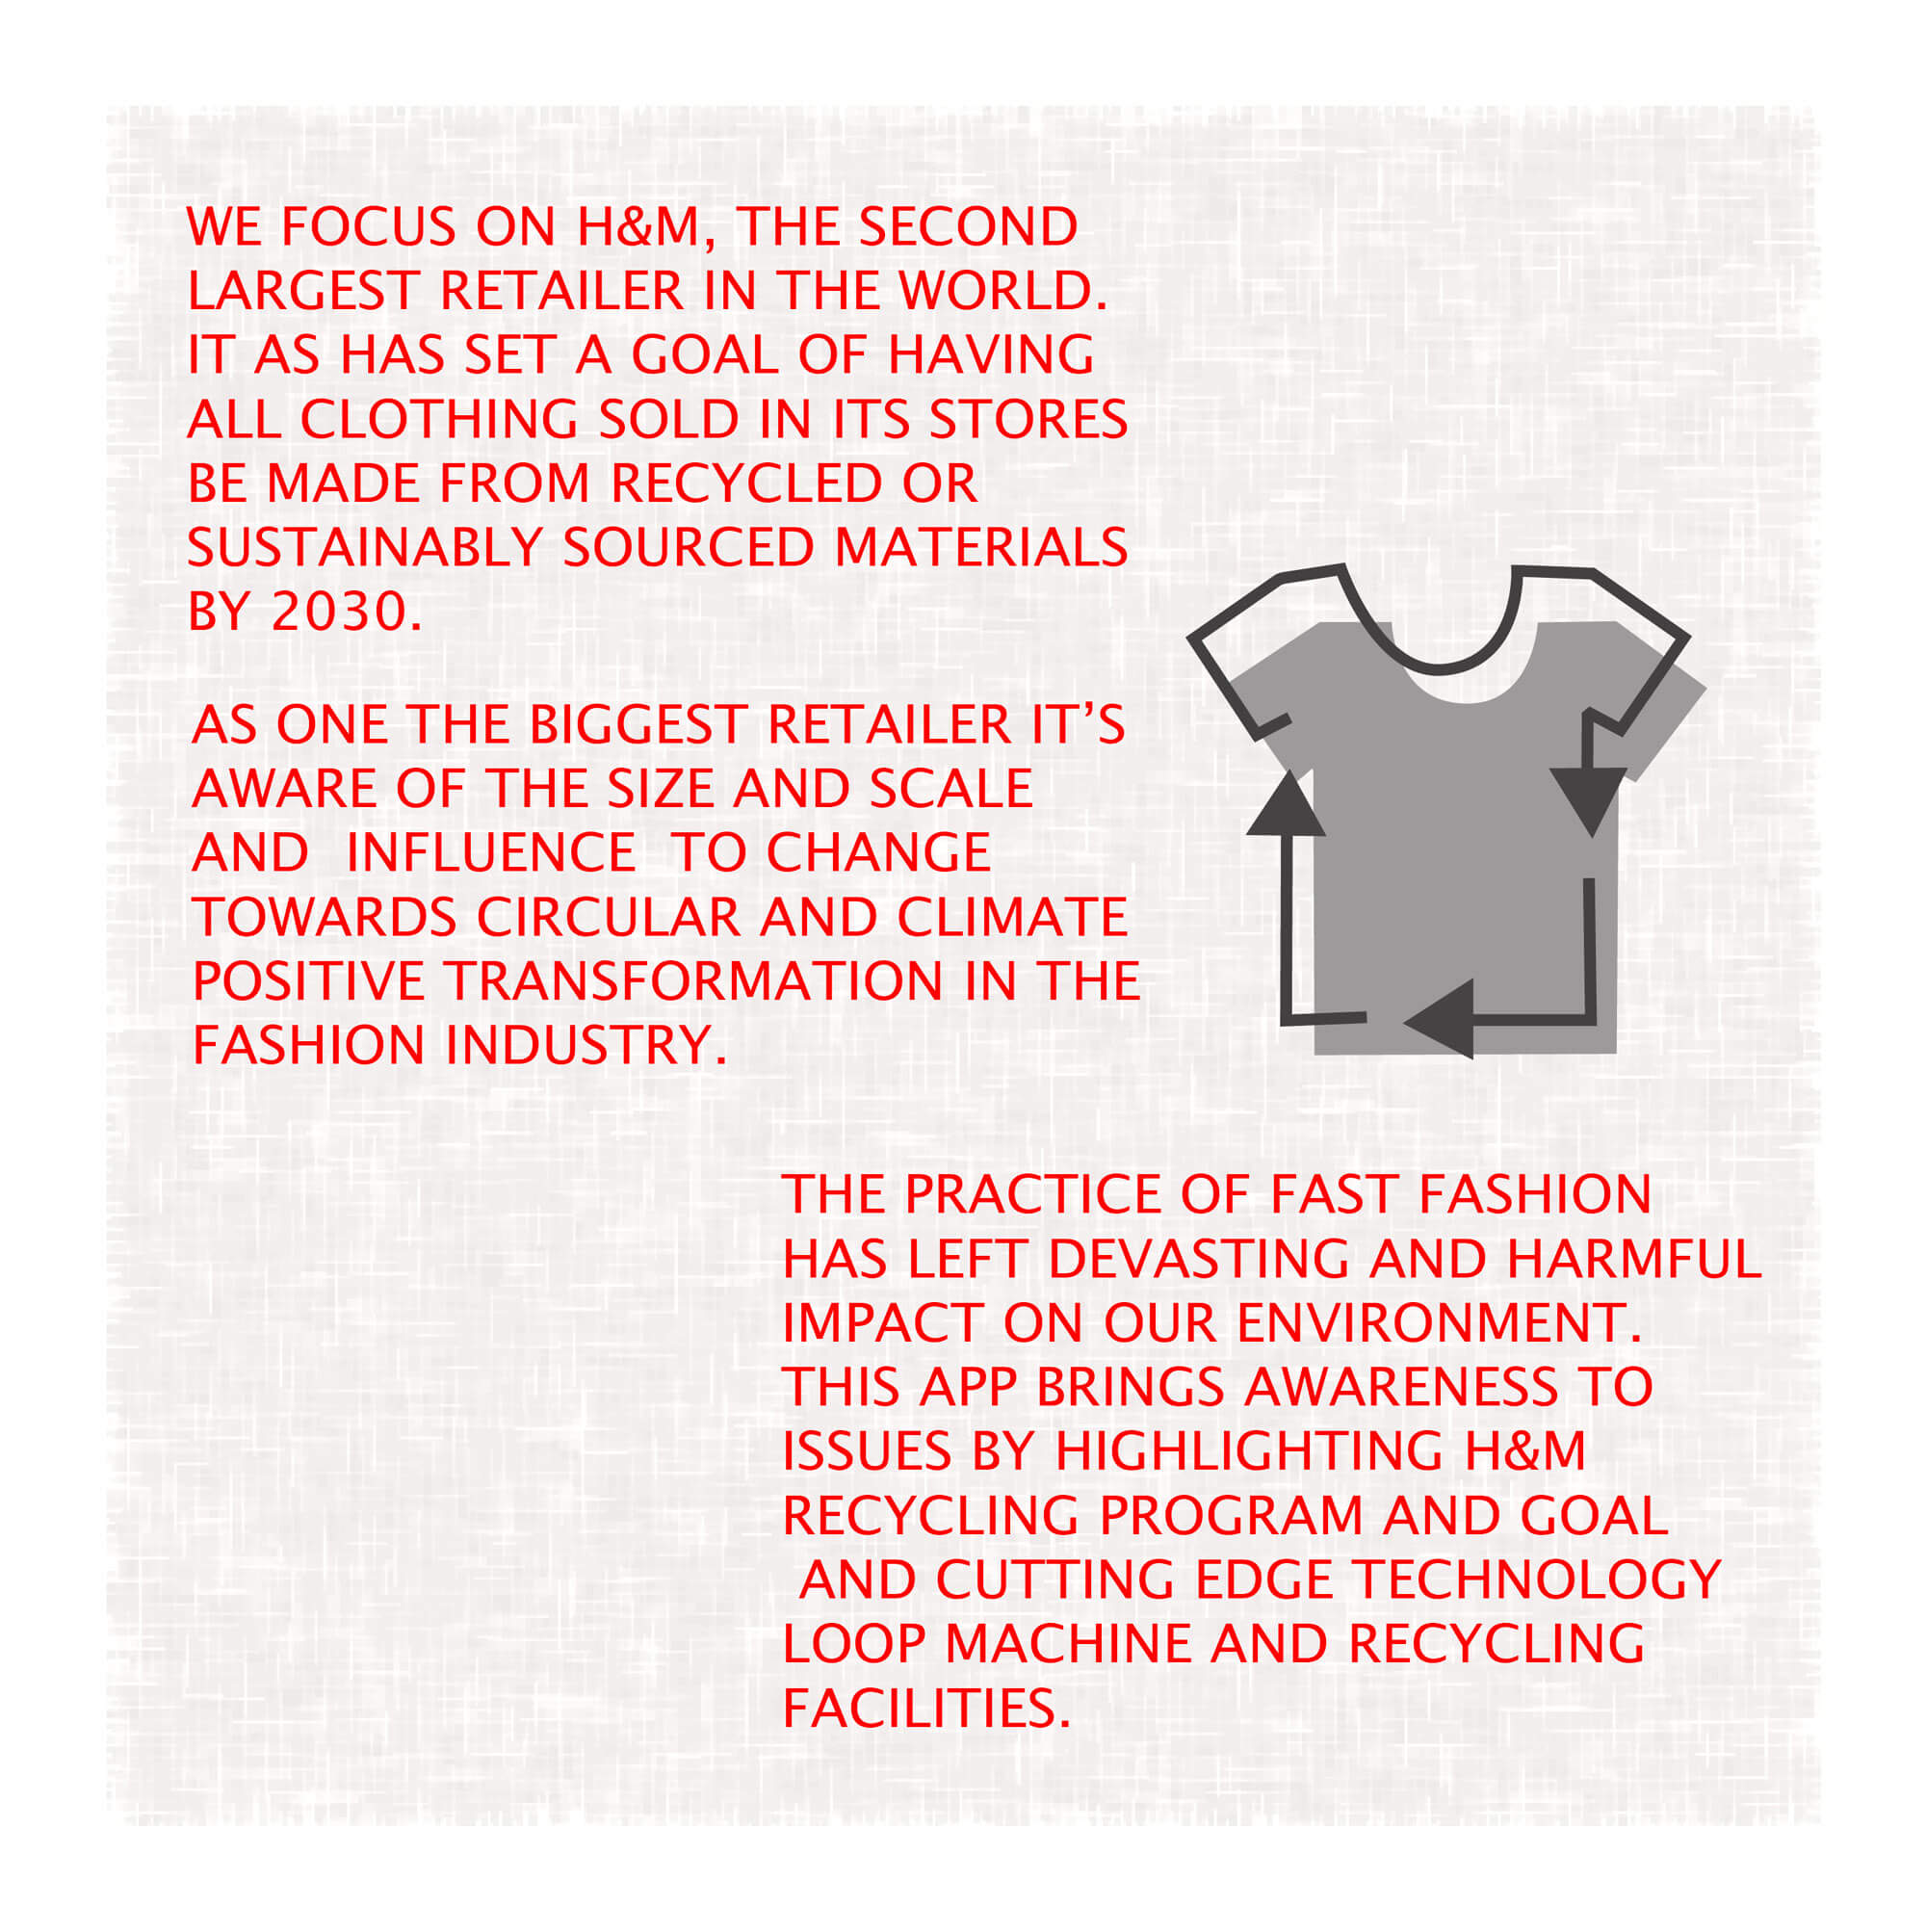 WE FOCUS ON H&M, THE SECOND
LARGEST RETAILER IN THE WORLD.
IT AS HAS SET A GOAL OF HAVING
ALL CLOTHING SOLD IN ITS STORES
BE MADE FROM RECYCLED OR
SUSTAINABLY SOURCED MATERIALS
BY 2030.
AS ONE THE BIGGEST RETAILER IT’S
AWARE OF THE SIZE AND SCALE
AND INFLUENCE TO CHANGE
TOWARDS CIRCULAR AND CLIMATE
POSITIVE TRANSFORMATION IN THE
FASHION INDUSTRY.
THE PRACTICE OF FAST FASHION
HAS LEFT DEVASTING AND HARMFUL
IMPACT ON OUR ENVIRONMENT.
THIS APP BRINGS AWARENESS TO
ISSUES BY HIGHLIGHTING H&M
RECYCLING PROGRAM AND GOAL
AND CUTTING EDGE TECHNOLOGY
LOOP MACHINE AND RECYCLING
FACILITIES.